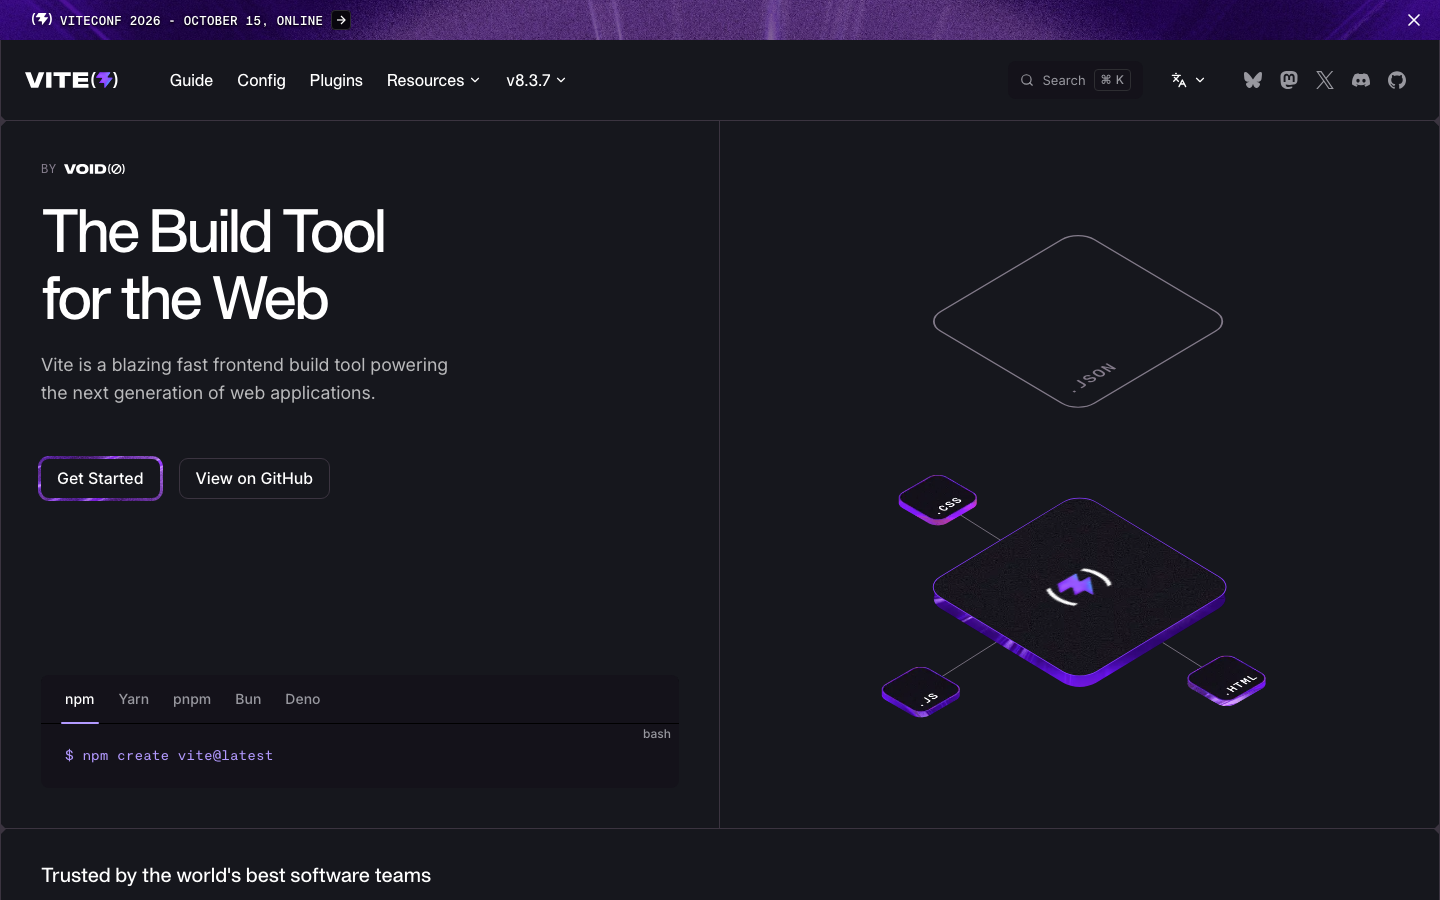 VITECONF 2026 - OCTOBER 15, ONLINE
VITE
Guide
Config
Plugins
Resources
v8.3.7
Search
⌘ K
BY VOID(0)
The Build Tool
for the Web
Vite is a blazing fast frontend build tool powering
the next generation of web applications.
Get Started
View on GitHub
.JSON
.CSS
.JS
.HTML
npm
Yarn
pnpm
Bun
Deno
bash
$ npm create vite@latest
Trusted by the world's best software teams